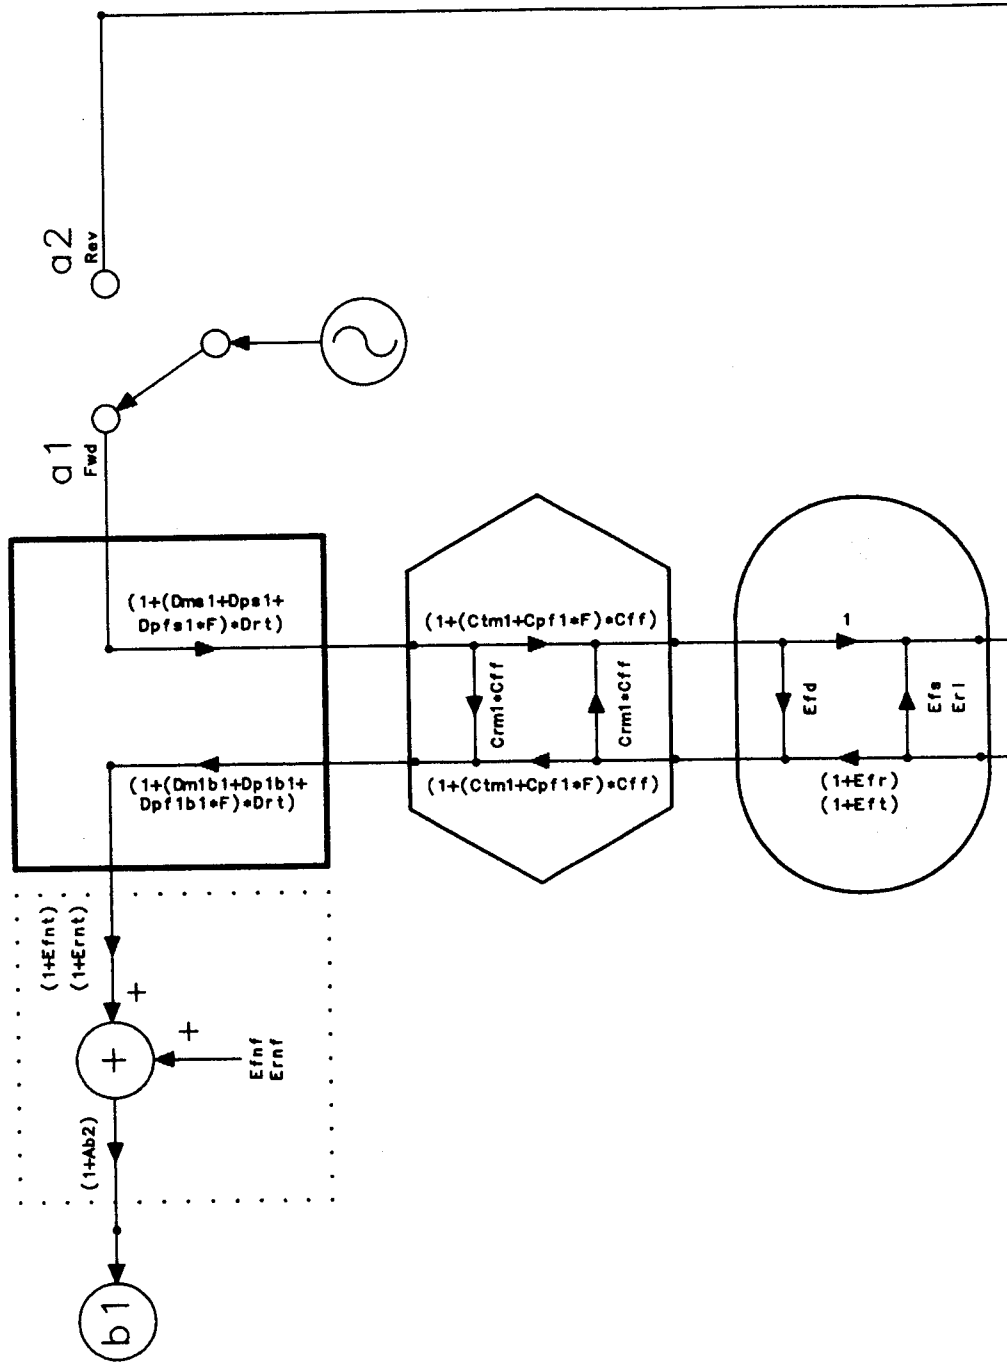 a2
Rev
a1
Fwd
(1+(Dms1+Dps1+
Dpfs1*F)*Drt)
(1+(Dm1b1+Dp1b1+
Dpf1b1*F)*Drt)
(1+(Ctm1+Cpf1*F)*Cff)
Crm1*Cff
Crm1*Cff
(1+(Ctm1+Cpf1*F)*Cff)
1
Efd
Efs
Erl
(1+Efr)
(1+Eft)
(1+Efnt)
(1+Ernt)
+
+
+
Efnf
Ernf
(1+Ab2)
b1